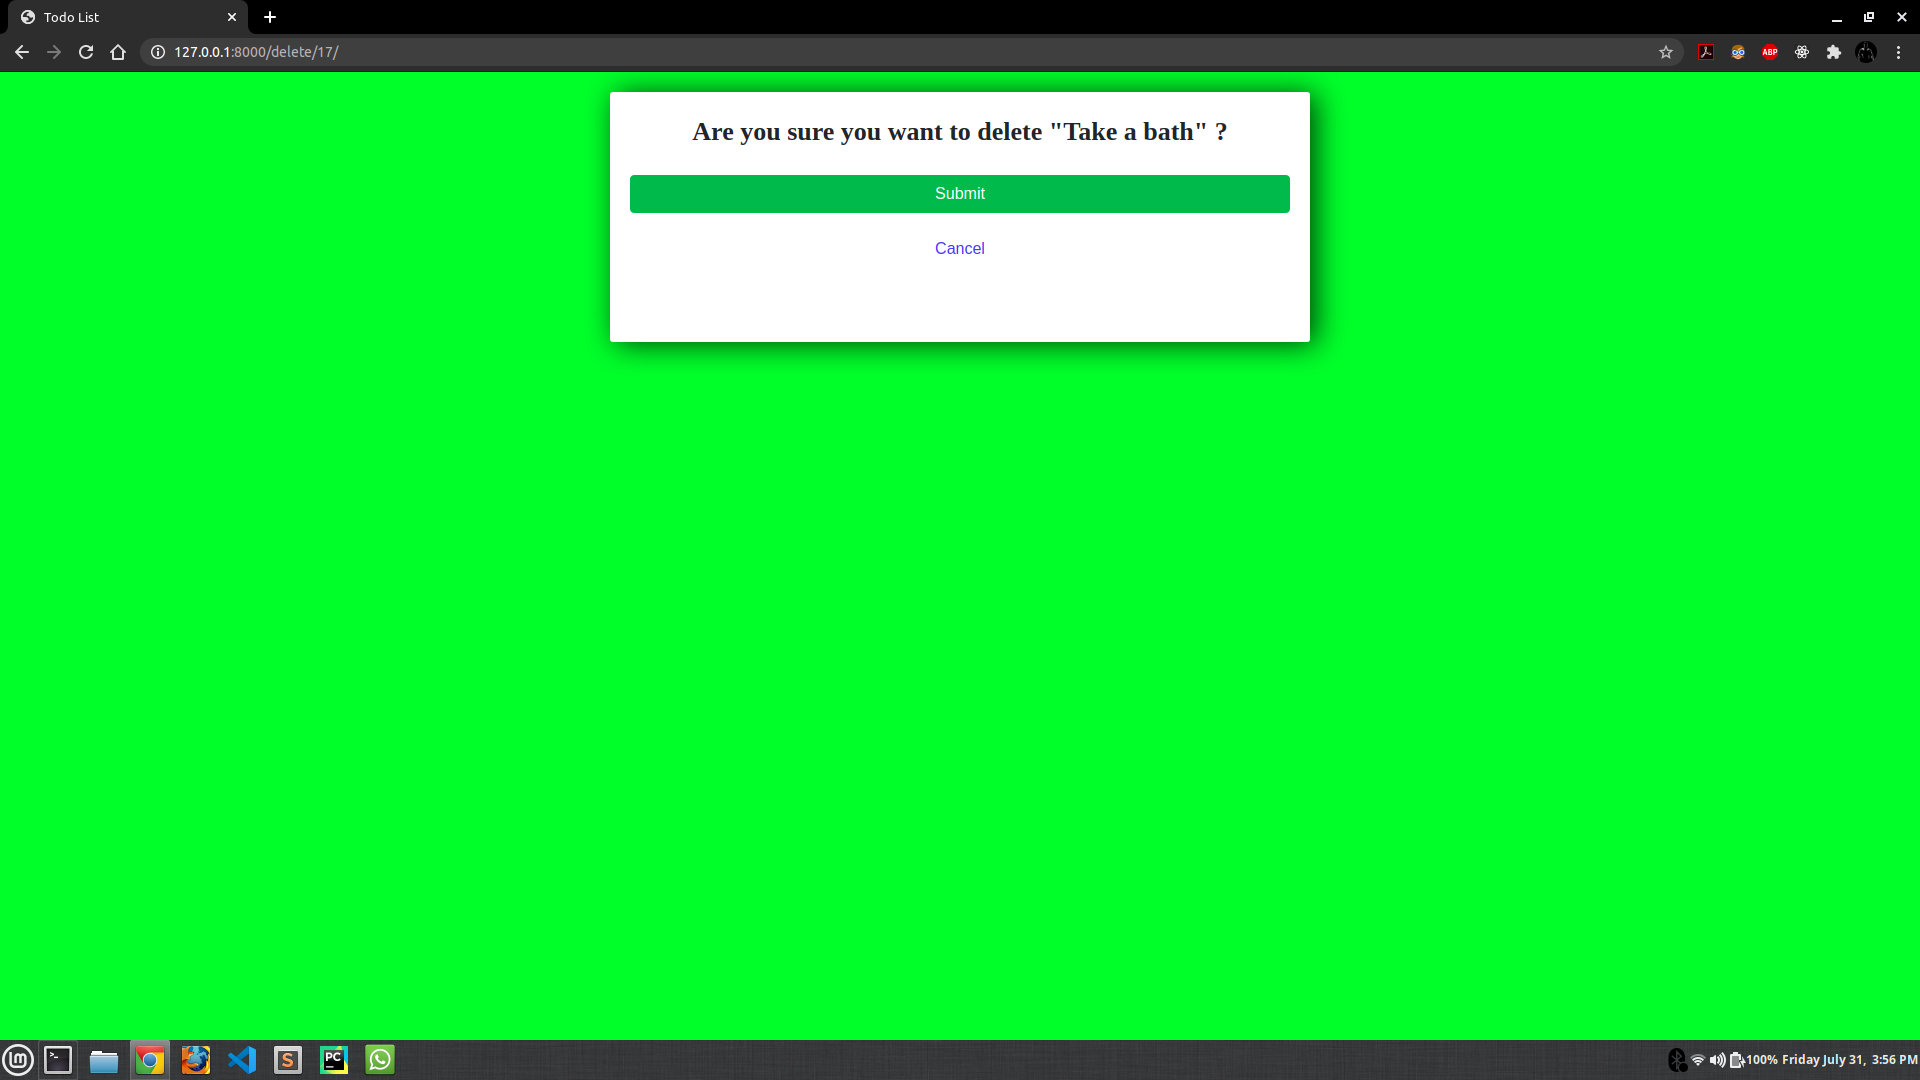 Todo List
127.0.0.1:8000/delete/17/
ABP
Are you sure you want to delete "Take a bath" ?
Submit
Cancel
PC
100% Friday July 31, 3:56 PM